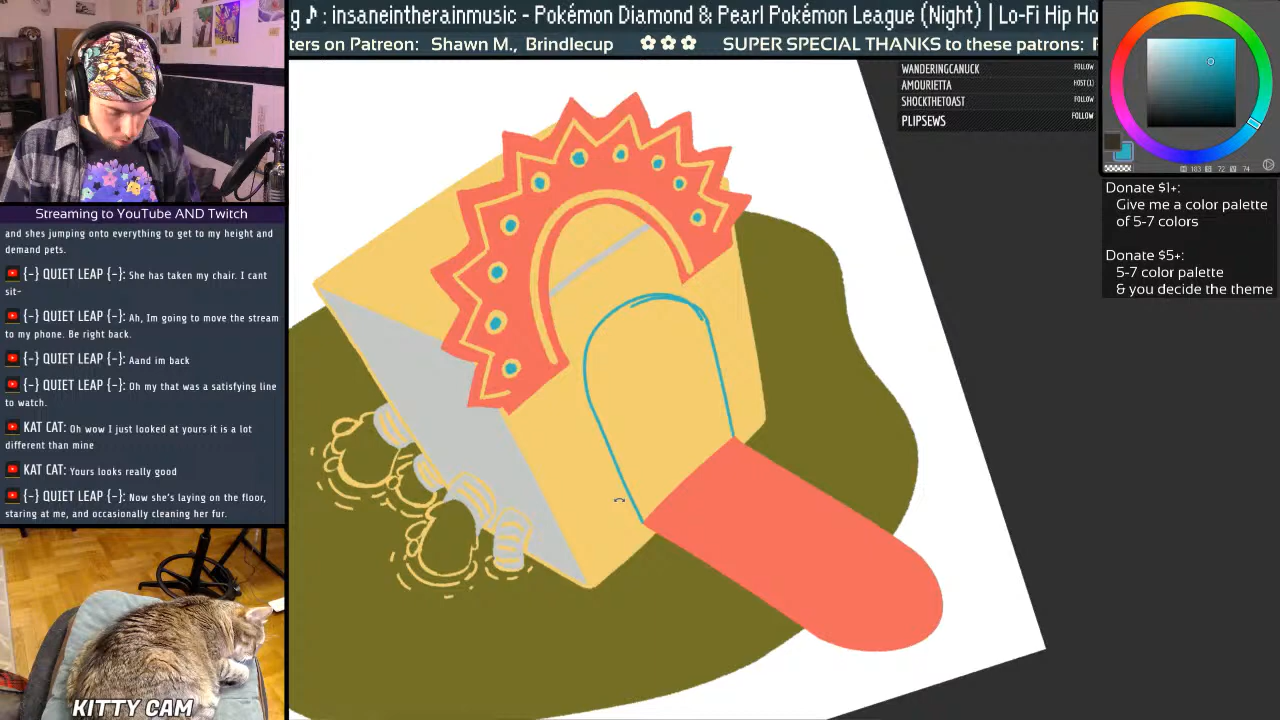 g ♪ : insaneintherainmusic - Pokémon Diamond & Pearl Pokémon League (Night) | Lo-Fi Hip Ho
ters on Patreon: Shawn M., Brindlecup ✿ ✿ ✿ SUPER SPECIAL THANKS to these patrons:
WANDERINGCANUCK FOLLOW
AMOURIETTA HOST(1)
SHOCKTHETOAST FOLLOW
PLIPSEWS FOLLOW
Donate $1+:
Give me a color palette
of 5-7 colors
Donate $5+:
5-7 color palette
& you decide the theme
Streaming to YouTube AND Twitch
and shes jumping onto everything to get to my height and
demand pets.
{-} QUIET LEAP {-}: She has taken my chair. I cant
sit-
{-} QUIET LEAP {-}: Ah, Im going to move the stream
to my phone. Be right back.
{-} QUIET LEAP {-}: Aand im back
{-} QUIET LEAP {-}: Oh my that was a satisfying line
to watch.
KAT CAT: Oh wow I just looked at yours it is a lot
different than mine
KAT CAT: Yours looks really good
{-} QUIET LEAP {-}: Now she's laying on the floor,
staring at me, and occasionally cleaning her fur.
KITTY CAM